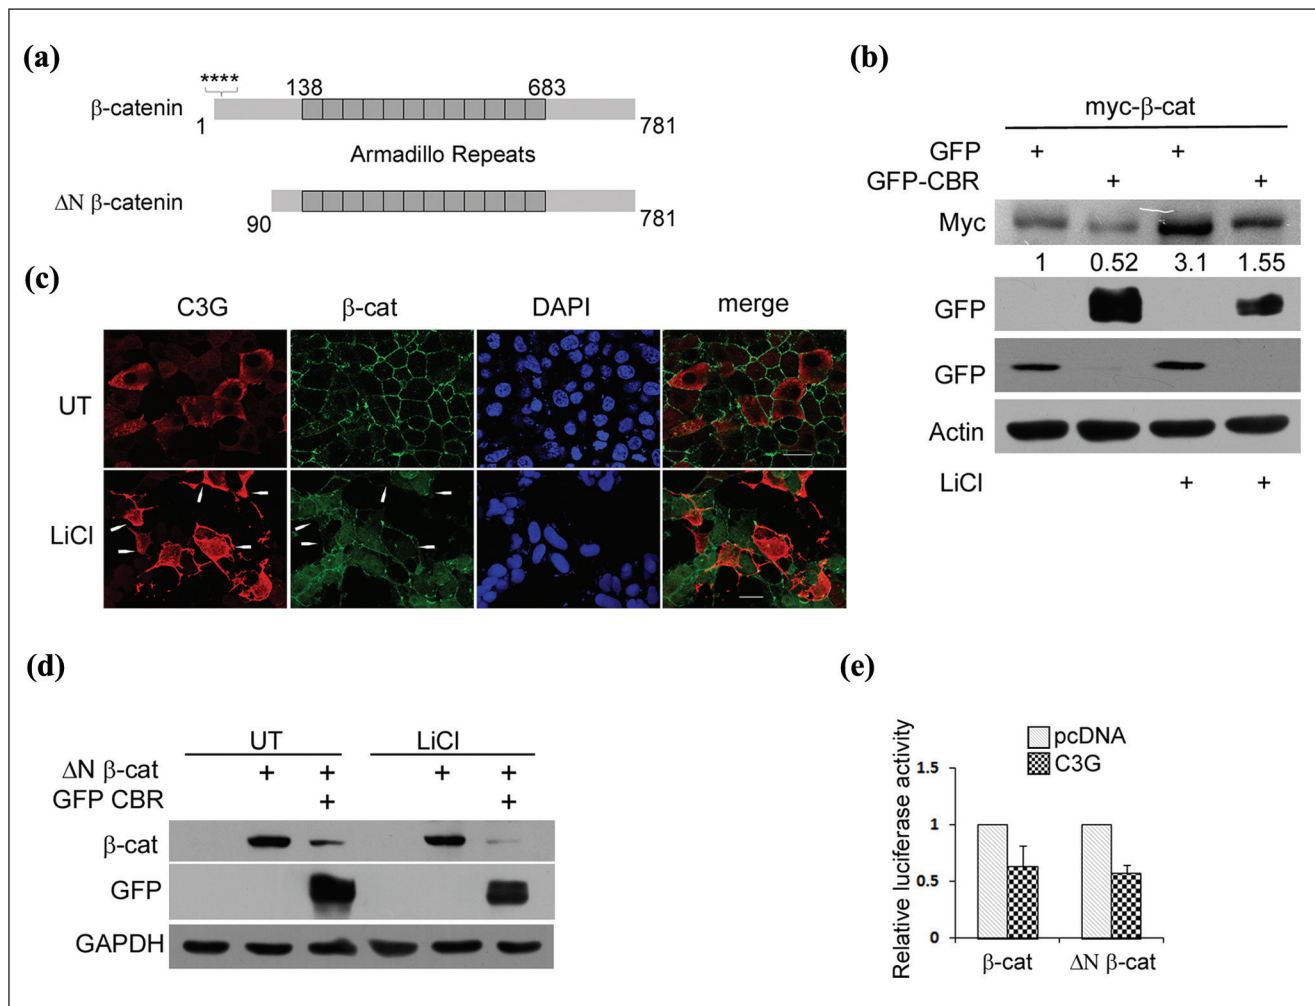 (a)
****
138 683
β-catenin
1 781
Armadillo Repeats
ΔN β-catenin
90 781
(b)
myc-β-cat
GFP + +
GFP-CBR + +
Myc
1 0.52 3.1 1.55
GFP
GFP
Actin
LiCl + +
(c)
C3G β-cat DAPI merge
UT
LiCl
(d)
UT LiCl
ΔN β-cat + + + +
GFP CBR + +
β-cat
GFP
GAPDH
(e)
pcDNA
C3G
Relative luciferase activity
1.5
1
0.5
0
β-cat ΔN β-cat